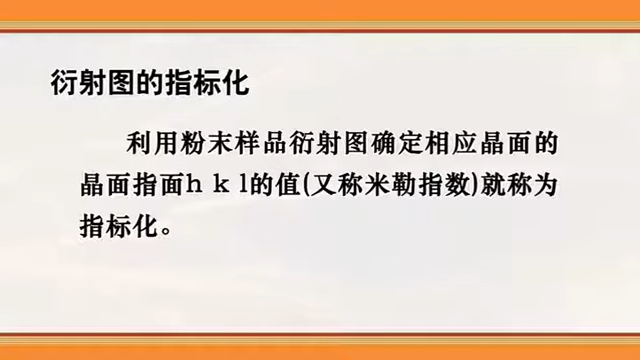 衍射图的指标化
利用粉末样品衍射图确定相应晶面的
晶面指面h k l的值(又称米勒指数)就称为
指标化。